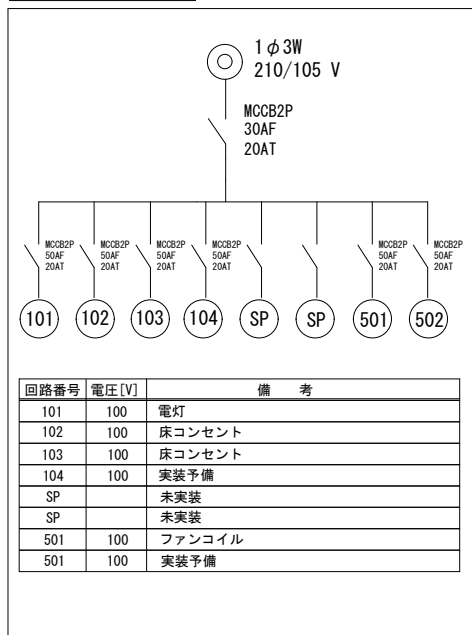 1φ3W
210/105 V
MCCB2P
30AF
20AT
MCCB2P
50AF
20AT
MCCB2P
50AF
20AT
MCCB2P
50AF
20AT
MCCB2P
50AF
20AT
MCCB2P
50AF
20AT
MCCB2P
50AF
20AT
101 102 103 104 SP SP 501 502
回路番号 電圧[V] 備 考
101 100 電灯
102 100 床コンセント
103 100 床コンセント
104 100 実装予備
SP 未実装
SP 未実装
501 100 ファンコイル
501 100 実装予備